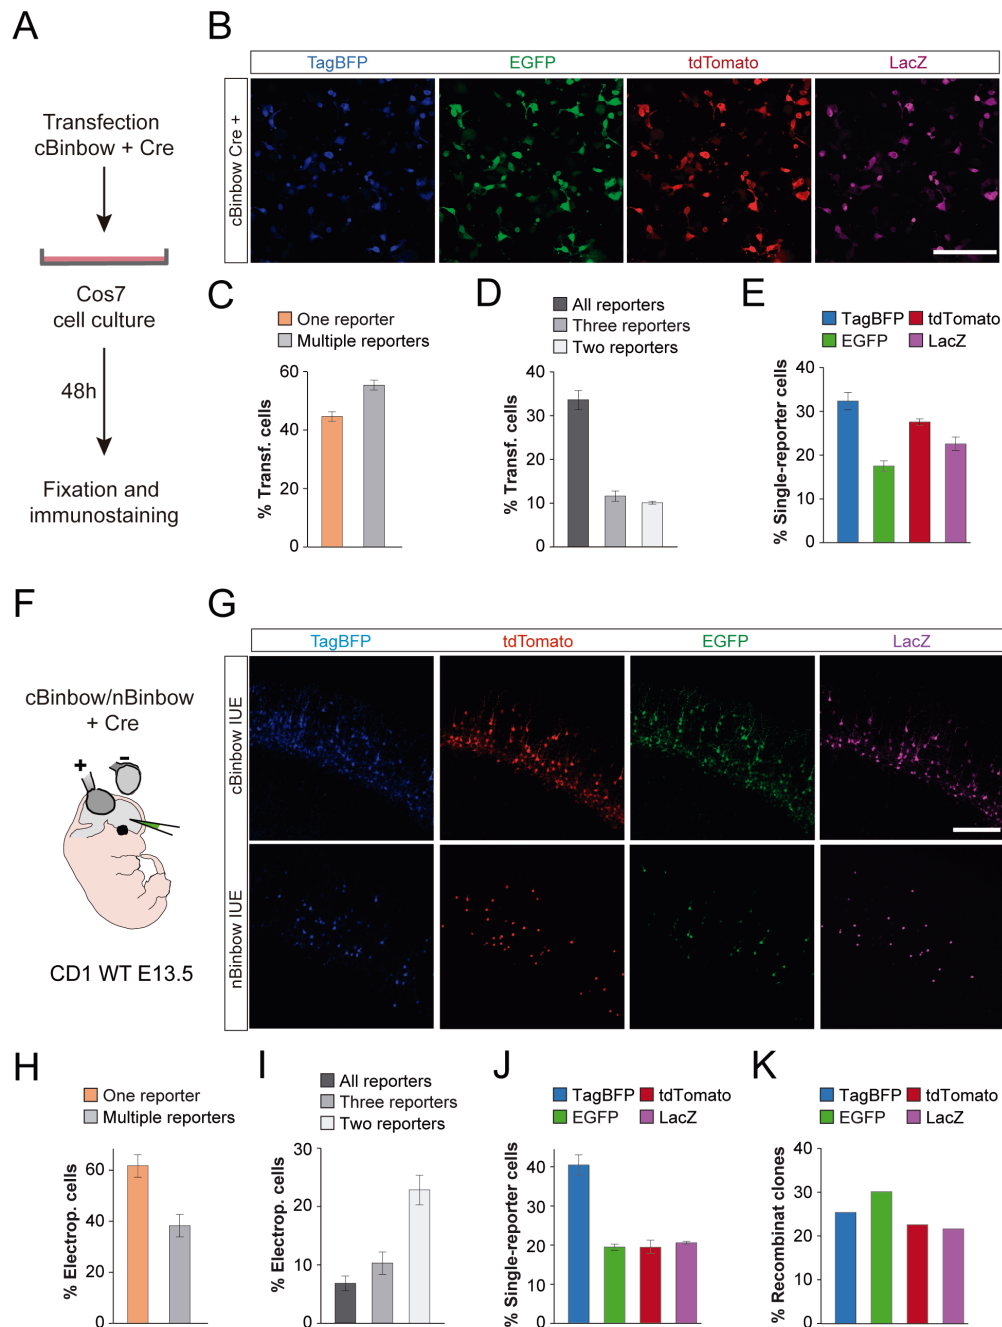 A
Transfection
cBinbow + Cre
Cos7
cell culture
48h
Fixation and
immunostaining
B
TagBFP EGFP tdTomato LacZ
cBinbow Cre +
C
One reporter
Multiple reporters
% Transf. cells
60
40
20
0
D
All reporters
Three reporters
Two reporters
% Transf. cells
40
30
20
10
0
E
TagBFP tdTomato
EGFP LacZ
% Single-reporter cells
40
30
20
10
0
F
cBinbow/nBinbow
+ Cre
+ -
CD1 WT E13.5
G
TagBFP tdTomato EGFP LacZ
cBinbow IUE
nBinbow IUE
H
One reporter
Multiple reporters
% Electrop. cells
60
40
20
0
I
All reporters
Three reporters
Two reporters
% Electrop. cells
30
20
10
0
J
TagBFP tdTomato
EGFP LacZ
% Single-reporter cells
40
30
20
10
0
K
TagBFP tdTomato
EGFP LacZ
% Recombinat clones
40
30
20
10
0